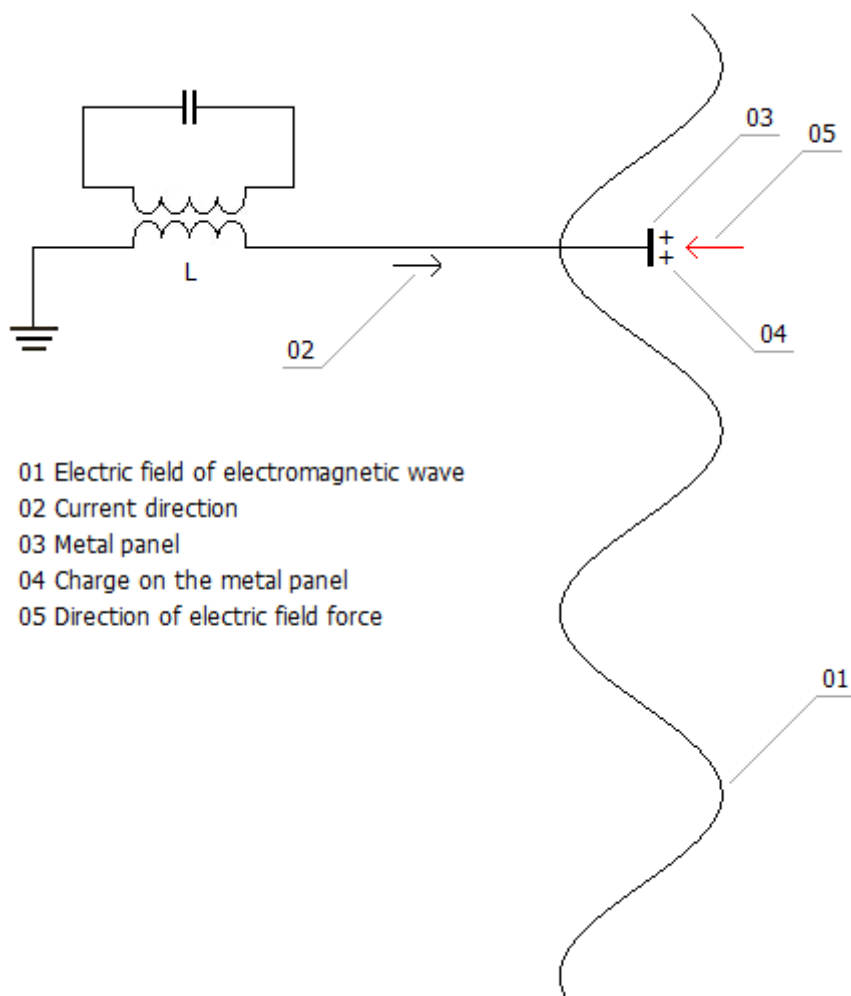 03
05
+
+
L
04
02
01 Electric field of electromagnetic wave
02 Current direction
03 Metal panel
04 Charge on the metal panel
05 Direction of electric field force
01